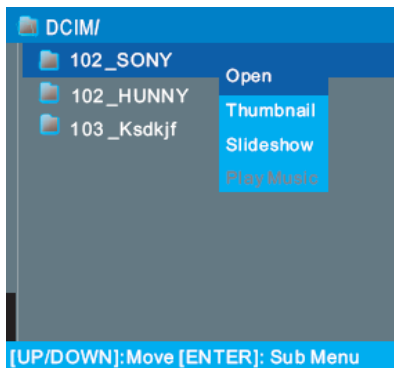 DCIM/
102_SONY
102_HUNNY
103_Ksdkjf
Open
Thumbnail
Slideshow
Play Music
[UP/DOWN]:Move [ENTER]: Sub Menu